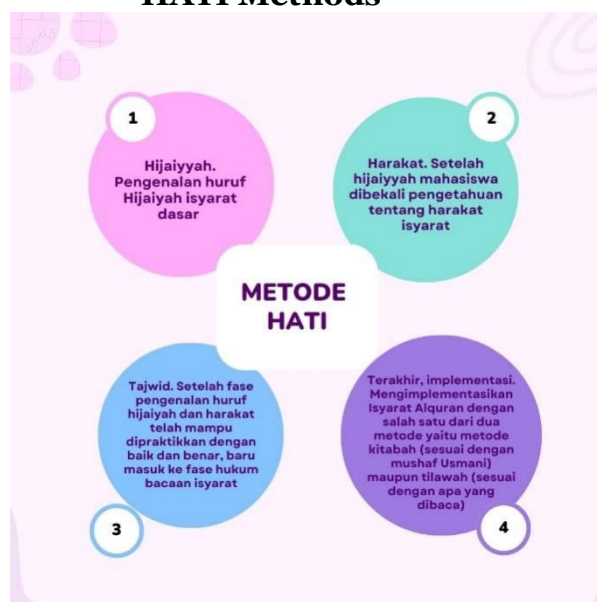 HATI Methods
1
Hijaiyyah.
Pengenalan huruf
Hijaiyah isyarat
dasar
2
Harakat. Setelah
hijaiyyah mahasiswa
dibekali pengetahuan
tentang harakat
isyarat
METODE
HATI
Tajwid. Setelah fase
pengenalan huruf
hijaiyah dan harakat
telah mampu
dipraktikkan dengan
baik dan benar, baru
masuk ke fase hukum
bacaan isyarat
3
Terakhir, implementasi.
Mengimplementasikan
Isyarat Alquran dengan
salah satu dari dua
metode yaitu metode
kitabah (sesuai dengan
mushaf Usmani)
maupun tilawah (sesuai
dengan apa yang
dibaca)
4